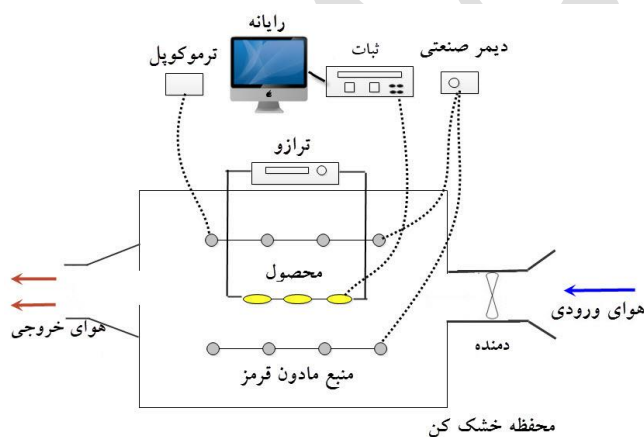 رایانه
ثبات
دیمر صنعتی
ترموکوپل
ترازو
محصول
هوای ورودی
هوای خروجی
دمنده
منبع مادون قرمز
محفظه خشک کن